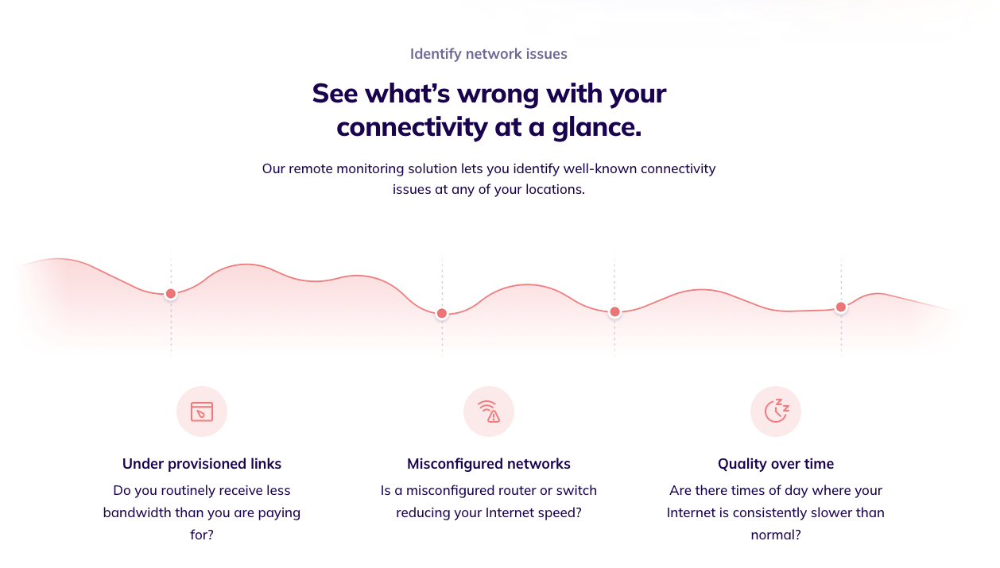 Identify network issues
See what’s wrong with your
connectivity at a glance.
Our remote monitoring solution lets you identify well-known connectivity
issues at any of your locations.
Under provisioned links
Do you routinely receive less
bandwidth than you are paying
for?
Misconfigured networks
Is a misconfigured router or switch
reducing your Internet speed?
Quality over time
Are there times of day where your
Internet is consistently slower than
normal?